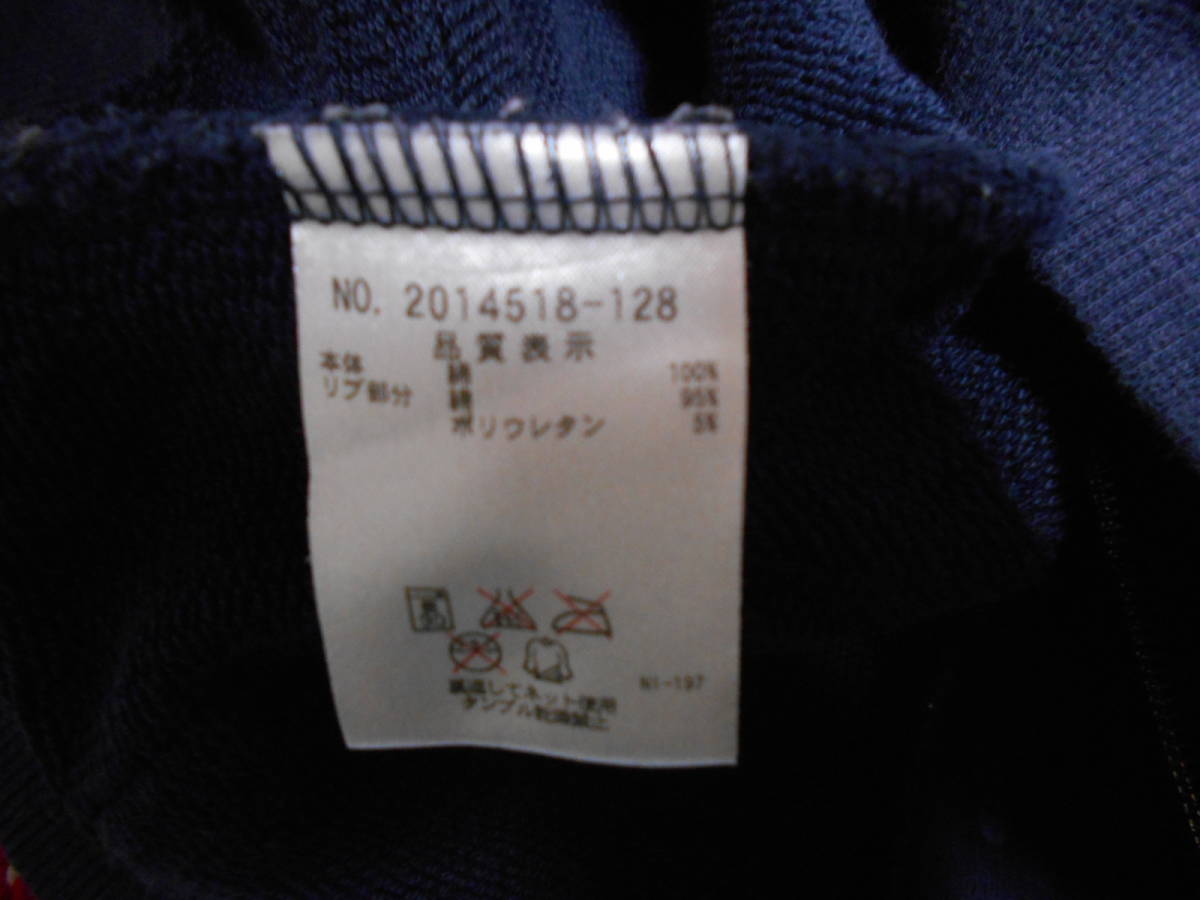 NO. 2014518-128
品質表示
本体 綿 100%
リブ部分 綿 95%
ポリウレタン 5%
NI-197
裏返してネット使用
タンブル乾燥禁止